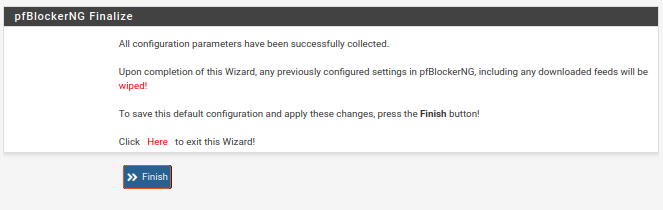 pfBlockerNG Finalize
All configuration parameters have been successfully collected.
Upon completion of this Wizard, any previously configured settings in pfBlockerNG, including any downloaded feeds will be
wiped!
To save this default configuration and apply these changes, press the Finish button!
Click Here to exit this Wizard!
Finish